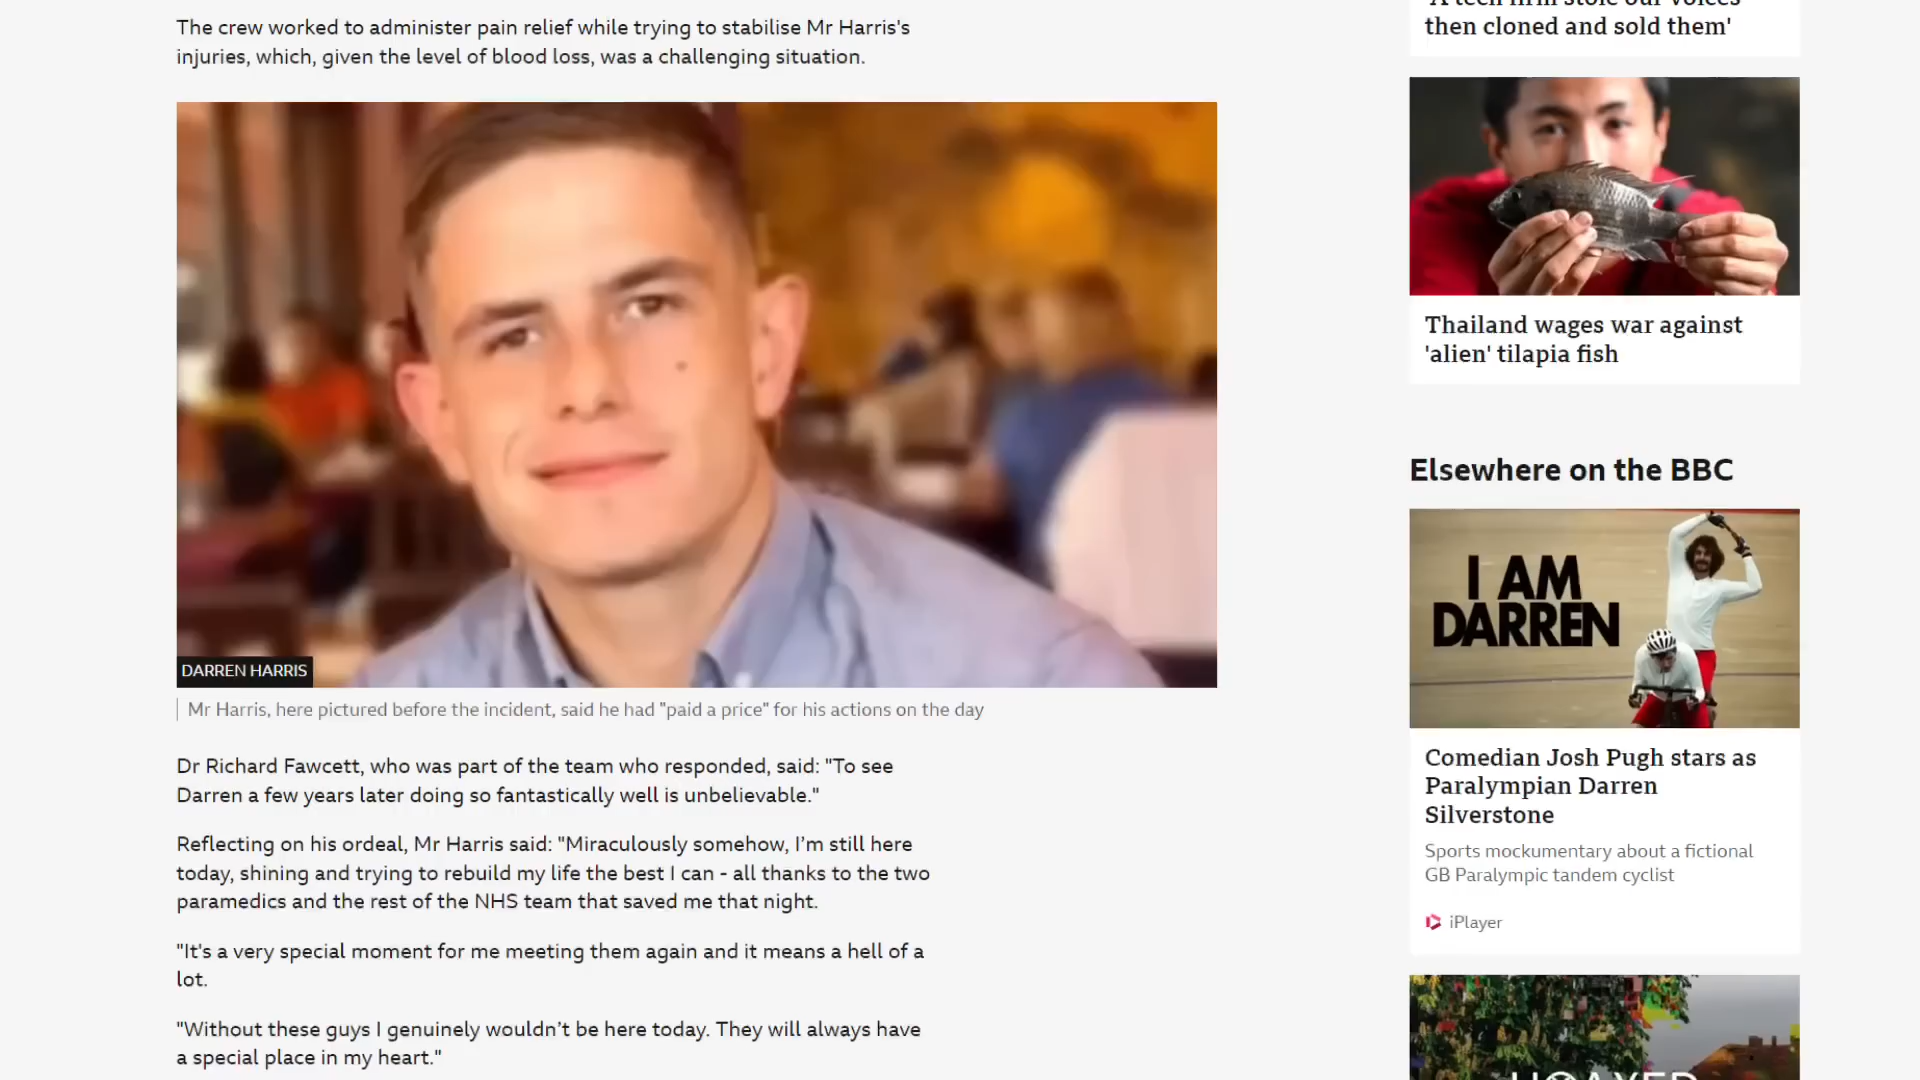 The crew worked to administer pain relief while trying to stabilise Mr Harris's
injuries, which, given the level of blood loss, was a challenging situation.
DARREN HARRIS
Mr Harris, here pictured before the incident, said he had "paid a price" for his actions on the day
Dr Richard Fawcett, who was part of the team who responded, said: "To see
Darren a few years later doing so fantastically well is unbelievable."
Reflecting on his ordeal, Mr Harris said: "Miraculously somehow, I’m still here
today, shining and trying to rebuild my life the best I can - all thanks to the two
paramedics and the rest of the NHS team that saved me that night.
"It's a very special moment for me meeting them again and it means a hell of a
lot.
"Without these guys I genuinely wouldn’t be here today. They will always have
a special place in my heart."
'A tech firm stole our voices -
then cloned and sold them'
Thailand wages war against
'alien' tilapia fish
Elsewhere on the BBC
I AM
DARREN
Comedian Josh Pugh stars as
Paralympian Darren
Silverstone
Sports mockumentary about a fictional
GB Paralympic tandem cyclist
iPlayer